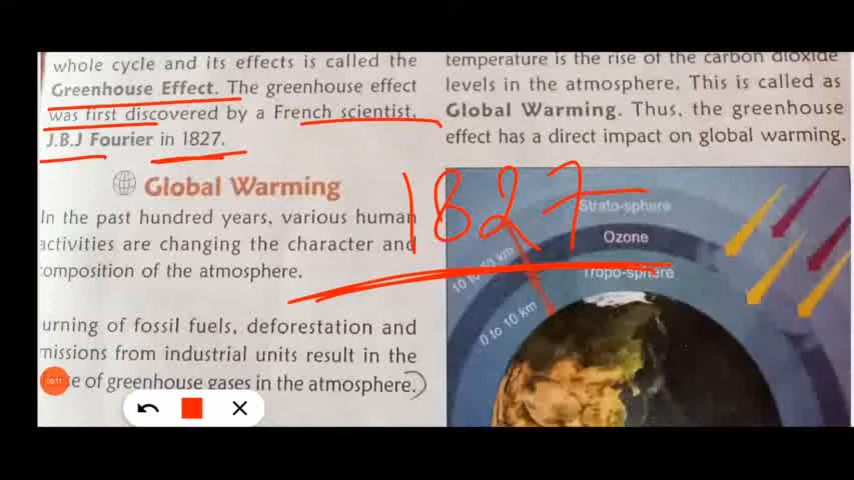 whole cycle and its effects is called the
Greenhouse Effect. The greenhouse effect
was first discovered by a French scientist,
J.B.J Fourier in 1827.
Global Warming
In the past hundred years, various human
activities are changing the character and
composition of the atmosphere.
urning of fossil fuels, deforestation and
missions from industrial units result in the
e of greenhouse gases in the atmosphere.
temperature is the rise of the carbon dioxide
levels in the atmosphere. This is called as
Global Warming. Thus, the greenhouse
effect has a direct impact on global warming.
1827
Strato-sphere
Ozone
Tropo-sphere
0 to 10 km